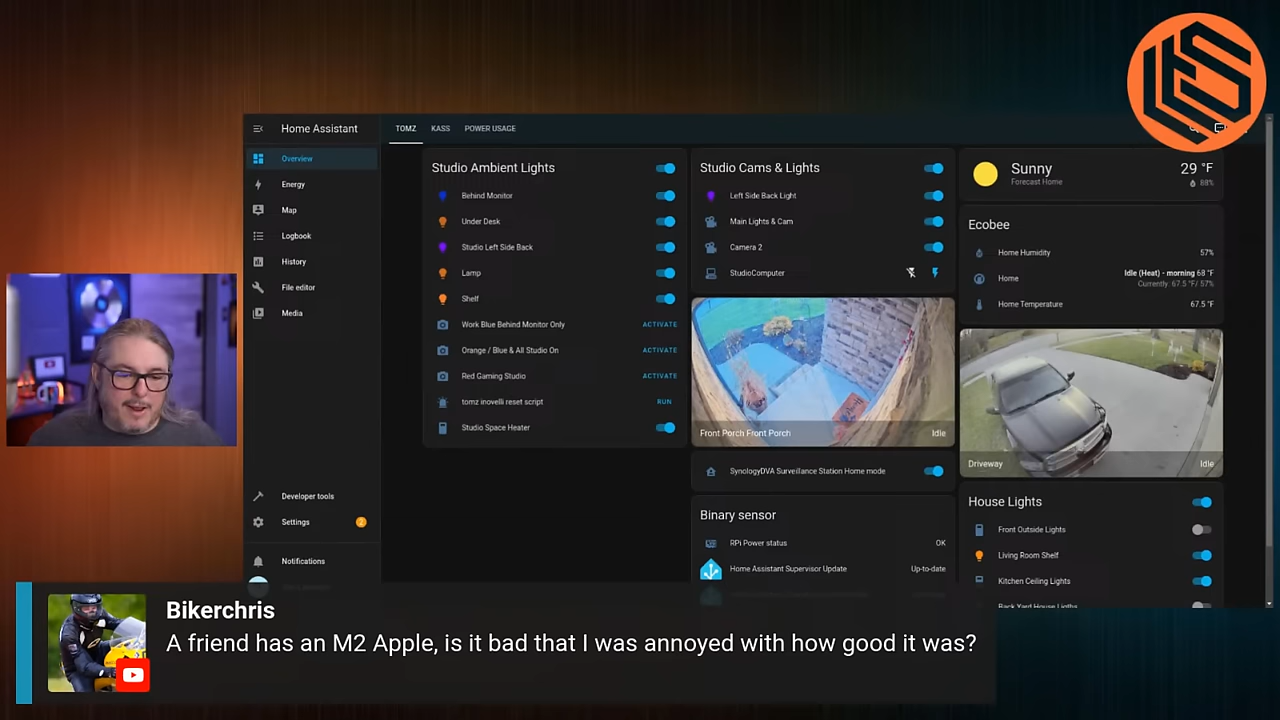 Home Assistant
TOMZ
KASS
POWER USAGE
Overview
Energy
Map
Logbook
History
File editor
Media
Developer tools
Settings
2
Notifications
Studio Ambient Lights
Behind Monitor
Under Desk
Studio Left Side Back
Lamp
Shelf
Work Blue Behind Monitor Only ACTIVATE
Orange / Blue & All Studio On ACTIVATE
Red Gaming Studio ACTIVATE
tomz inovelli reset script RUN
Studio Space Heater
Studio Cams & Lights
Left Side Back Light
Main Lights & Cam
Camera 2
StudioComputer
Front Porch Front Porch Idle
SynologyDVA Surveillance Station Home mode
Binary sensor
RPi Power status OK
Home Assistant Supervisor Update Up-to-date
Sunny 29 °F
Forecast Home 88%
Ecobee
Home Humidity 57%
Home Idle (Heat) - morning 68 °F
Currently: 67.5 °F / 57%
Home Temperature 67.5 °F
Driveway Idle
House Lights
Front Outside Lights
Living Room Shelf
Kitchen Ceiling Lights
Back Yard House Ligths
Bikerchris
A friend has an M2 Apple, is it bad that I was annoyed with how good it was?